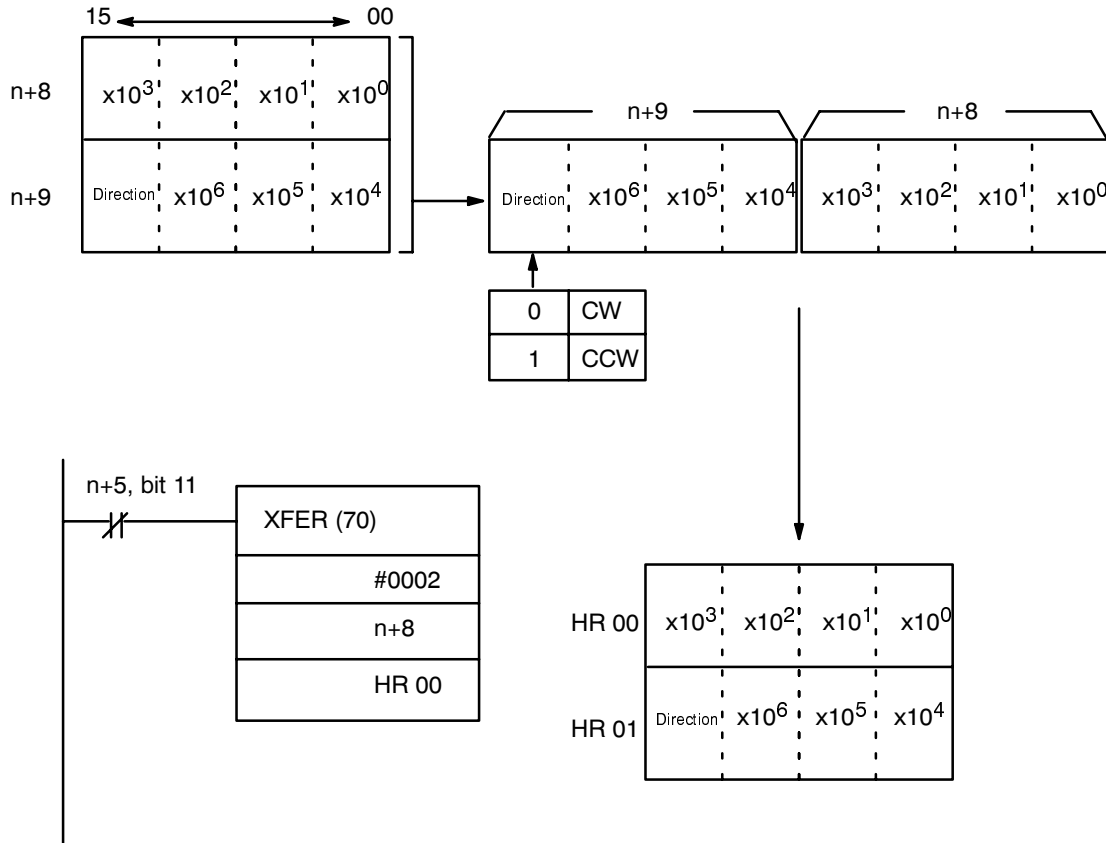 15 00
n+8 x10³ x10² x10¹ x10⁰
n+9 Direction x10⁶ x10⁵ x10⁴
n+9 n+8
Direction x10⁶ x10⁵ x10⁴ x10³ x10² x10¹ x10⁰
0 CW
1 CCW
n+5, bit 11
XFER (70)
#0002
n+8
HR 00
HR 00 x10³ x10² x10¹ x10⁰
HR 01 Direction x10⁶ x10⁵ x10⁴